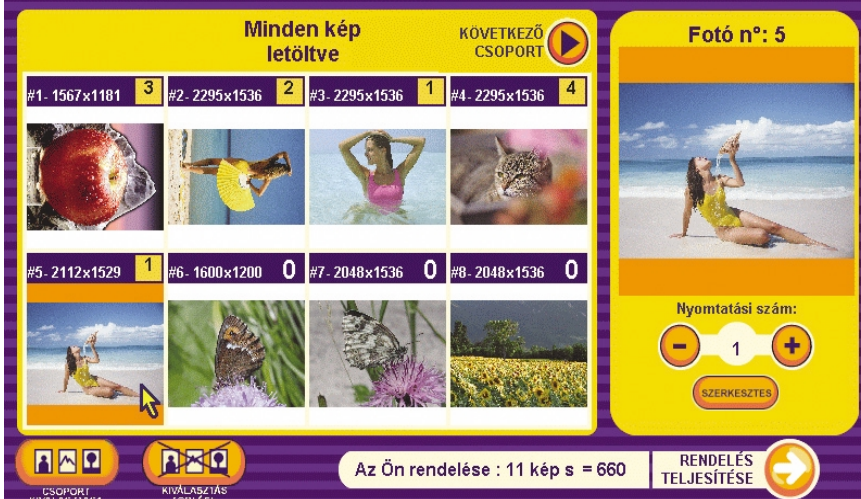 Minden kép
letöltve
KÖVETKEZŐ
CSOPORT
Fotó n°: 5
#1- 1567x1181 3
#2- 2295x1536 2
#3- 2295x1536 1
#4- 2295x1536 4
#5- 2112x1529 1
#6- 1600x1200 0
#7- 2048x1536 0
#8- 2048x1536 0
Nyomtatási szám:
- 1 +
SZERKESZTES
Az Ön rendelése : 11 kép s = 660
RENDELÉS
TELJESÍTÉSE
CSOPORT
KIVÁLASZTÁS